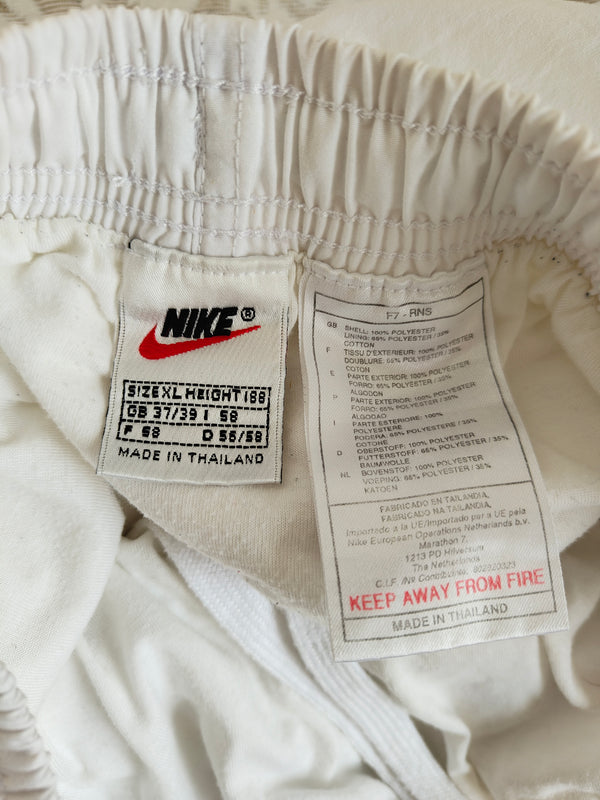 NIKE®
SIZE XL HEIGHT 188
GB 37/39 I 58
F 68 D 56/58
MADE IN THAILAND
F7 - RNS
GB SHELL: 100% POLYESTER
LINING: 65% POLYESTER / 35%
COTTON
F TISSU D'EXTERIEUR: 100% POLYESTER
DOUBLURE: 65% POLYESTER / 35%
COTON
E PARTE EXTERIOR: 100% POLYESTER
FORRO: 65% POLYESTER / 35%
ALGODON
P PARTE EXTERIOR: 100% POLYESTER
FORRO: 65% POLYESTER / 35%
ALGODAO
I PARTE ESTERIORE: 100%
POLYESTERE
FODERA: 65% POLYESTERE / 35%
COTONE
D OBERSTOFF: 100% POLYESTER
FUTTERSTOFF: 65% POLYESTER / 35%
BAUMWOLLE
NL BOVENSTOF: 100% POLYESTER
VOERING: 65% POLYESTER / 35%
KATOEN
FABRICADO EN TAILANDIA,
FABRICADO NA TAILANDIA,
Importado a la UE/Importado par a UE pela
Nike European Operations Netherlands b.v.
Marathon 7,
1213 PD Hilversum
The Netherlands
C.I.F. /Nº Contribuinte.
KEEP AWAY FROM FIRE
MADE IN THAILAND